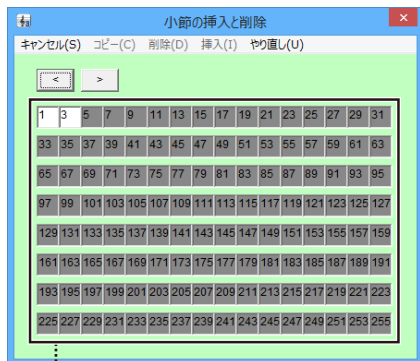 小節の挿入と削除
×
キャンセル(S) コピー(C) 削除(D) 挿入(I) やり直し(U)
< >
1 3 5 7 9 11 13 15 17 19 21 23 25 27 29 31
33 35 37 39 41 43 45 47 49 51 53 55 57 59 61 63
65 67 69 71 73 75 77 79 81 83 85 87 89 91 93 95
97 99 101 103 105 107 109 111 113 115 117 119 121 123 125 127
129 131 133 135 137 139 141 143 145 147 149 151 153 155 157 159
161 163 165 167 169 171 173 175 177 179 181 183 185 187 189 191
193 195 197 199 201 203 205 207 209 211 213 215 217 219 221 223
225 227 229 231 233 235 237 239 241 243 245 247 249 251 253 255